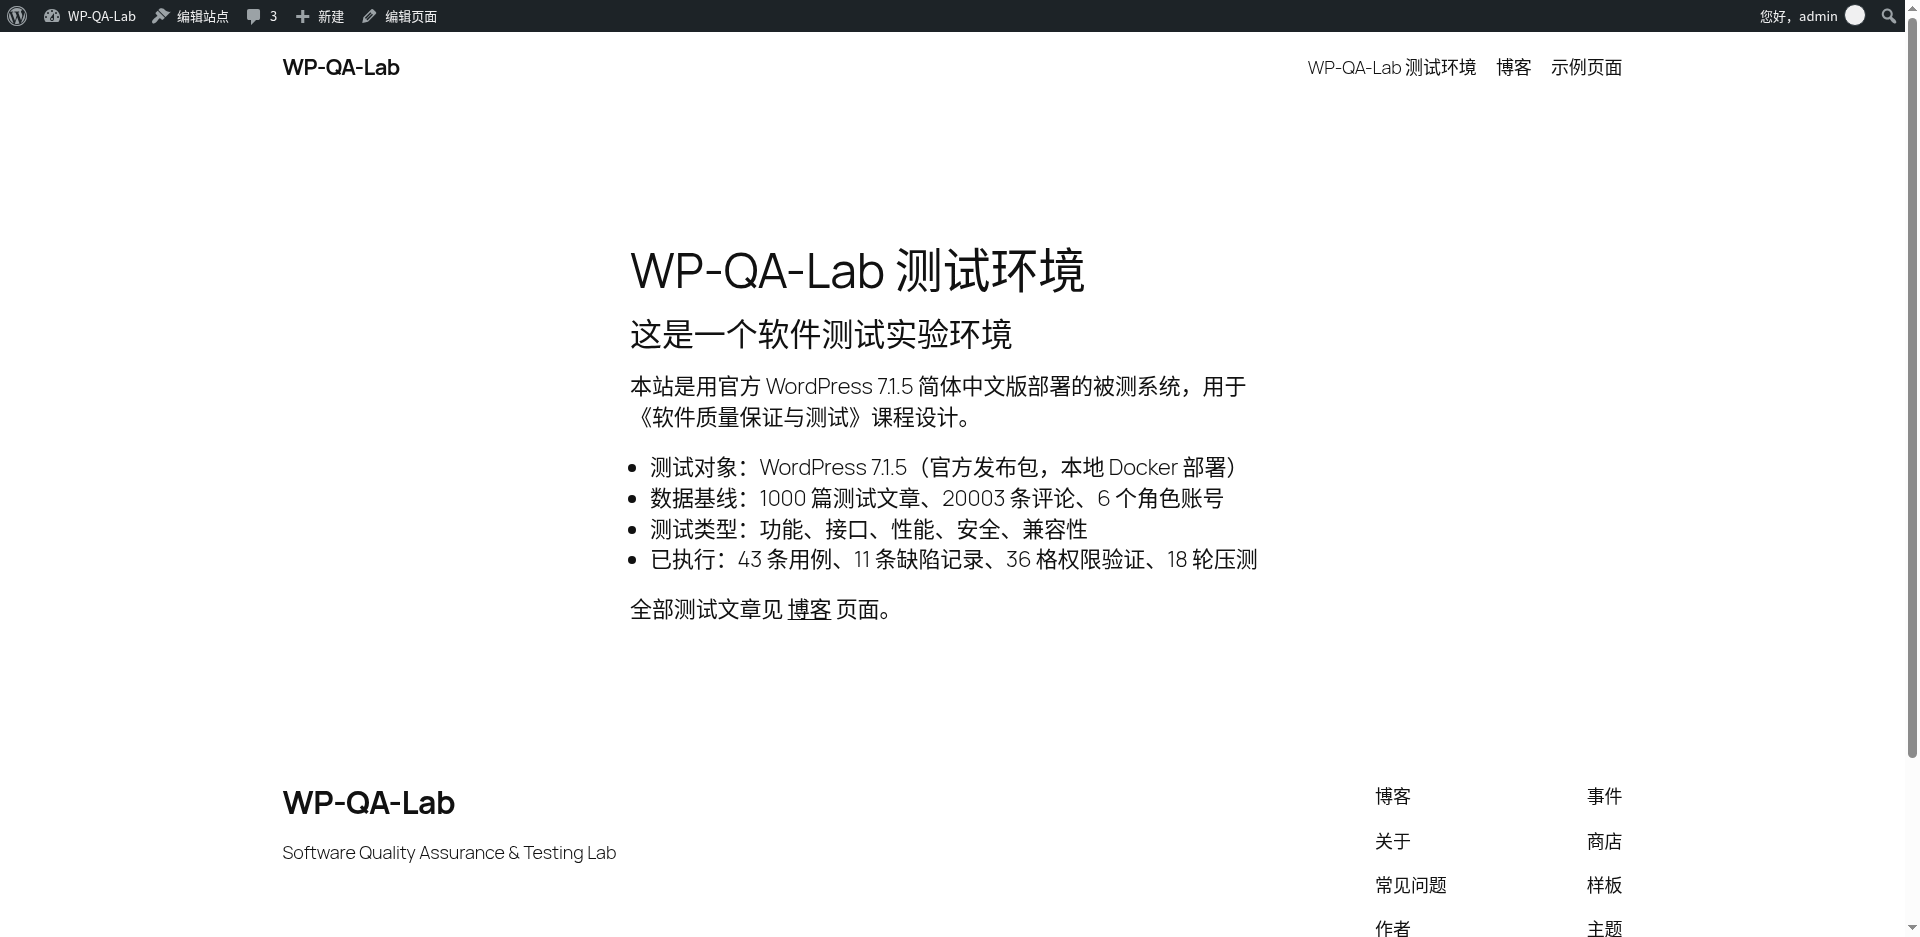 WP-QA-Lab 编辑站点 3 新建 编辑页面 您好，admin
WP-QA-Lab WP-QA-Lab 测试环境 博客 示例页面
WP-QA-Lab 测试环境
这是一个软件测试实验环境
本站是用官方 WordPress 7.1.5 简体中文版部署的被测系统，用于
《软件质量保证与测试》课程设计。
测试对象：WordPress 7.1.5（官方发布包，本地 Docker 部署）
数据基线：1000 篇测试文章、20003 条评论、6 个角色账号
测试类型：功能、接口、性能、安全、兼容性
已执行：43 条用例、11 条缺陷记录、36 格权限验证、18 轮压测
全部测试文章见 博客 页面。
WP-QA-Lab
Software Quality Assurance & Testing Lab
博客 事件
关于 商店
常见问题 样板
作者 主题